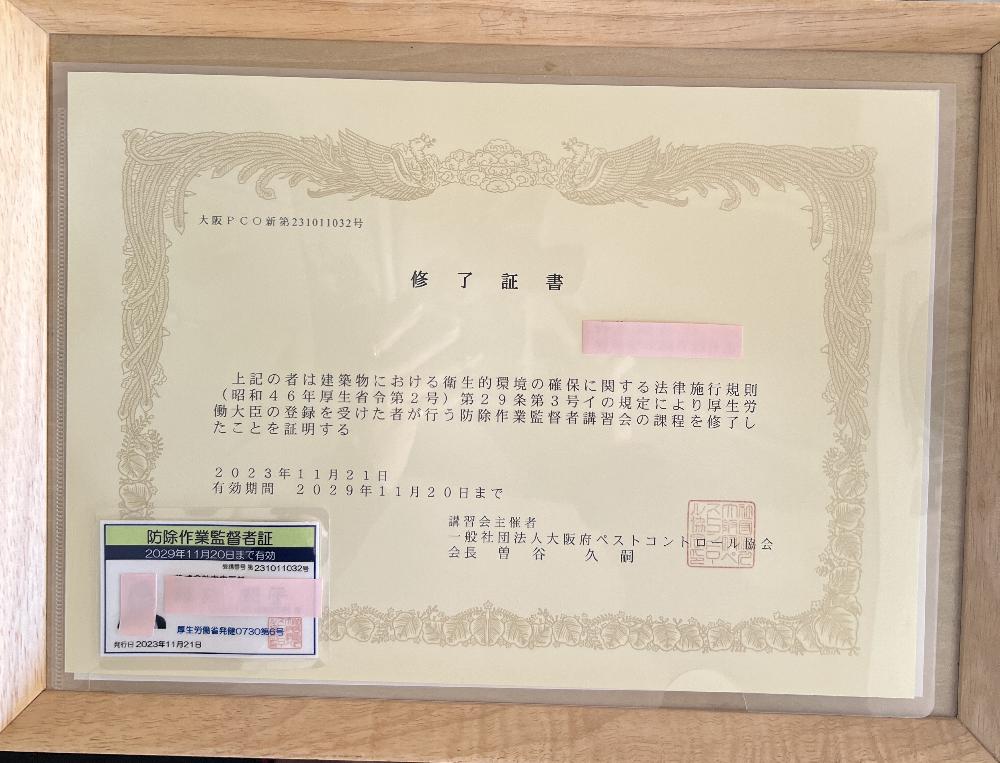 大阪ＰＣＯ新第231011032号
修了証書
上記の者は建築物における衛生的環境の確保に関する法律施行規則
（昭和４６年厚生省令第２号）第２９条第３号イの規定により厚生労
働大臣の登録を受けた者が行う防除作業監督者講習会の課程を修了し
たことを証明する
２０２３年１１月２１日
有効期間　２０２９年１１月２０日まで
講習会主催者
一般社団法人大阪府ペストコントロール協会
会長　曽谷　久嗣
防除作業監督者証
2029年11月20日まで有効
受講番号 第231011032号
厚生労働省発健0730第6号
発行日 2023年11月21日